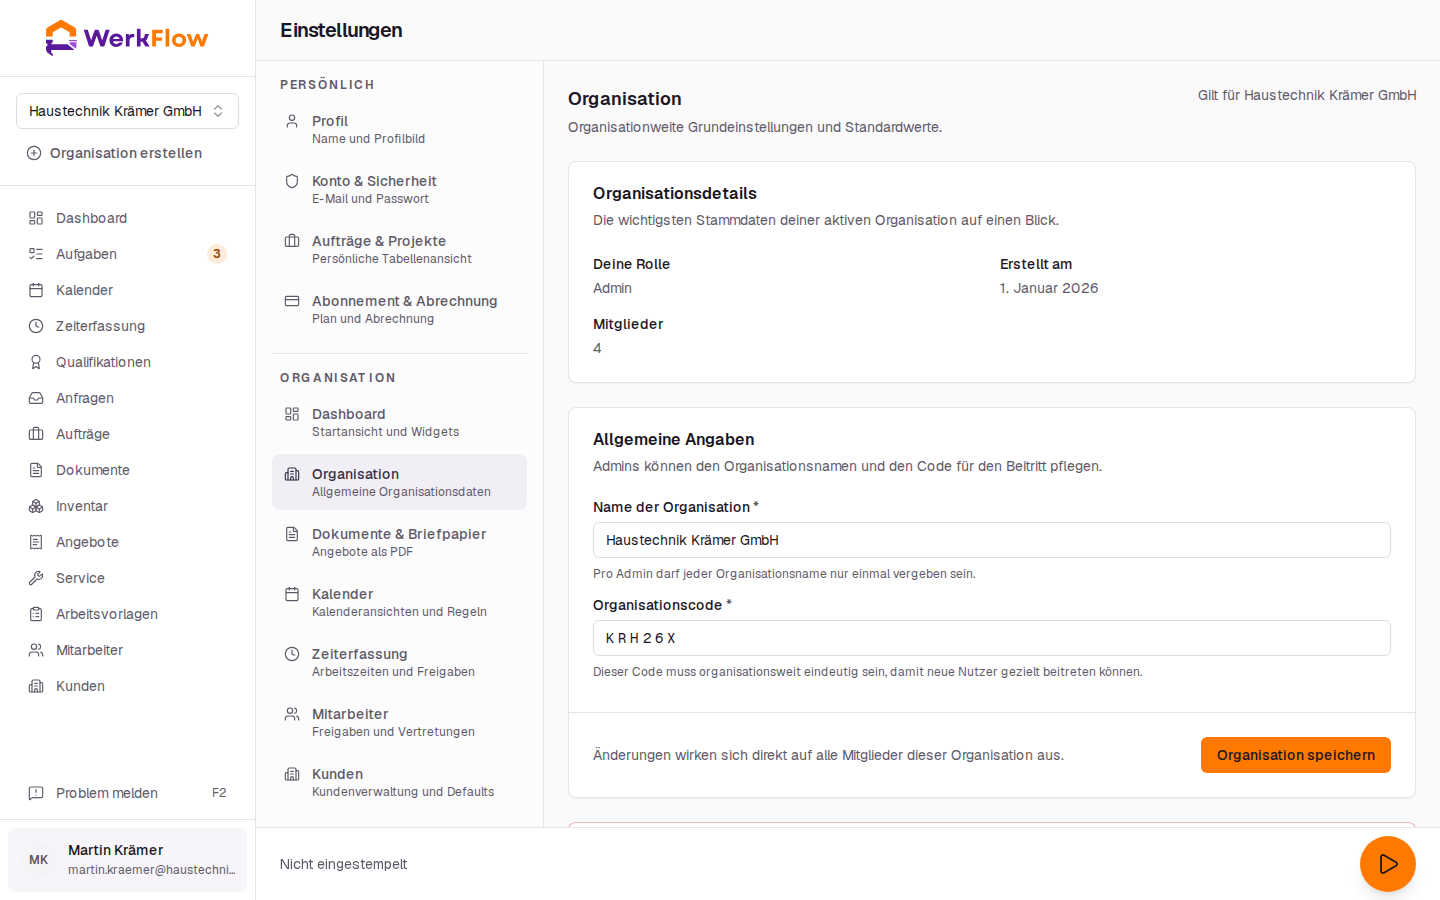 WerkFlow
Haustechnik Krämer GmbH
Organisation erstellen
Dashboard
Aufgaben 3
Kalender
Zeiterfassung
Qualifikationen
Anfragen
Aufträge
Dokumente
Inventar
Angebote
Service
Arbeitsvorlagen
Mitarbeiter
Kunden
Problem melden F2
MK
Martin Krämer
martin.kraemer@haustechni...
Einstellungen
PERSÖNLICH
Profil
Name und Profilbild
Konto & Sicherheit
E-Mail und Passwort
Aufträge & Projekte
Persönliche Tabellenansicht
Abonnement & Abrechnung
Plan und Abrechnung
ORGANISATION
Dashboard
Startansicht und Widgets
Organisation
Allgemeine Organisationsdaten
Dokumente & Briefpapier
Angebote als PDF
Kalender
Kalenderansichten und Regeln
Zeiterfassung
Arbeitszeiten und Freigaben
Mitarbeiter
Freigaben und Vertretungen
Kunden
Kundenverwaltung und Defaults
Organisation
Gilt für Haustechnik Krämer GmbH
Organisationweite Grundeinstellungen und Standardwerte.
Organisationsdetails
Die wichtigsten Stammdaten deiner aktiven Organisation auf einen Blick.
Deine Rolle
Admin
Erstellt am
1. Januar 2026
Mitglieder
4
Allgemeine Angaben
Admins können den Organisationsnamen und den Code für den Beitritt pflegen.
Name der Organisation *
Haustechnik Krämer GmbH
Pro Admin darf jeder Organisationsname nur einmal vergeben sein.
Organisationscode *
KRH26X
Dieser Code muss organisationsweit eindeutig sein, damit neue Nutzer gezielt beitreten können.
Änderungen wirken sich direkt auf alle Mitglieder dieser Organisation aus.
Organisation speichern
Nicht eingestempelt